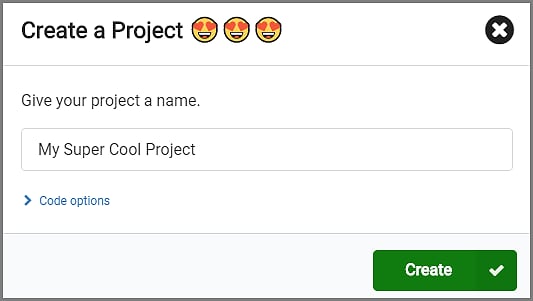 Create a Project 😍😍😍
Give your project a name.
My Super Cool Project
Code options
Create